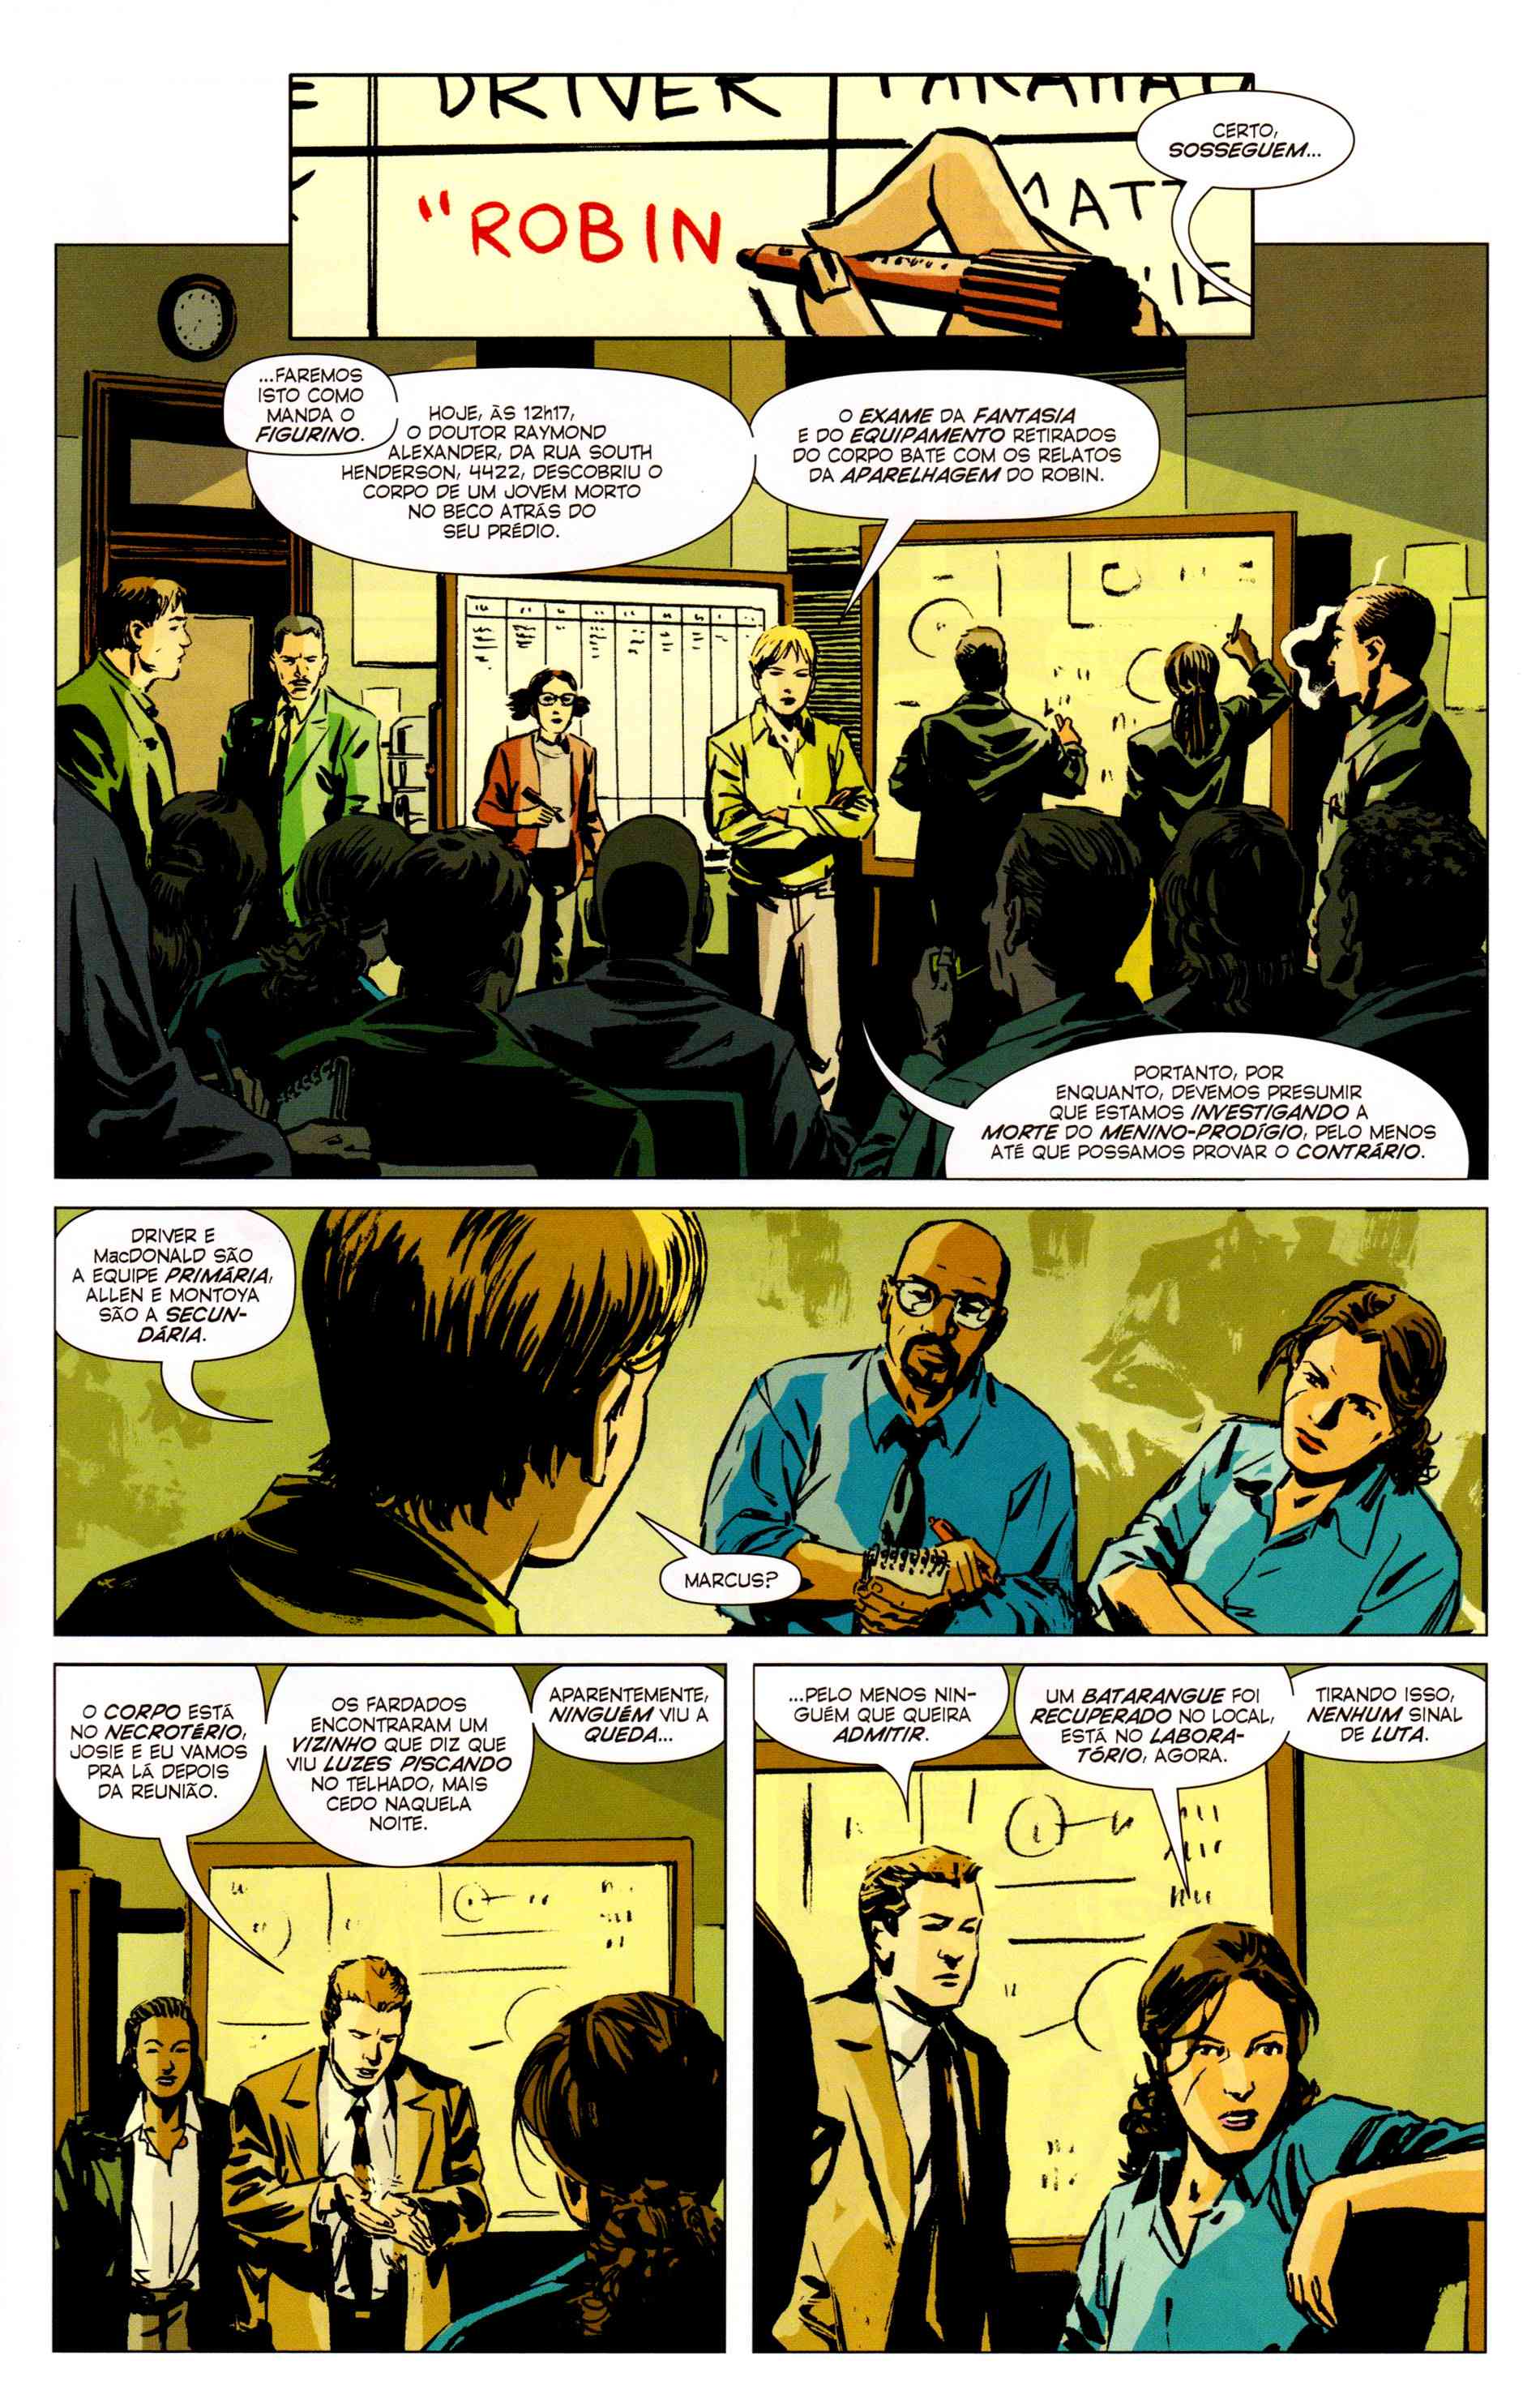 DRIVER
"ROBIN
CERTO,
SOSSEGUEM...
...FAREMOS
ISTO COMO
MANDA O
FIGURINO.
HOJE, ÀS 12h17,
O DOUTOR RAYMOND
ALEXANDER, DA RUA SOUTH
HENDERSON, 4422, DESCOBRIU O
CORPO DE UM JOVEM MORTO
NO BECO ATRÁS DO
SEU PRÉDIO.
O EXAME DA FANTASIA
E DO EQUIPAMENTO RETIRADOS
DO CORPO BATE COM OS RELATOS
DA APARELHAGEM DO ROBIN.
PORTANTO, POR
ENQUANTO, DEVEMOS PRESUMIR
QUE ESTAMOS INVESTIGANDO A
MORTE DO MENINO-PRODÍGIO, PELO MENOS
ATÉ QUE POSSAMOS PROVAR O CONTRÁRIO.
DRIVER E
MacDONALD SÃO
A EQUIPE PRIMÁRIA,
ALLEN E MONTOYA
SÃO A SECUN-
DÁRIA.
MARCUS?
O CORPO ESTÁ
NO NECROTÉRIO,
JOSIE E EU VAMOS
PRA LÁ DEPOIS
DA REUNIÃO.
OS FARDADOS
ENCONTRARAM UM
VIZINHO QUE DIZ QUE
VIU LUZES PISCANDO
NO TELHADO, MAIS
CEDO NAQUELA
NOITE.
APARENTEMENTE,
NINGUÉM VIU A
QUEDA...
...PELO MENOS NIN-
GUÉM QUE QUEIRA
ADMITIR.
UM BATARANGUE FOI
RECUPERADO NO LOCAL,
ESTÁ NO LABORA-
TÓRIO, AGORA.
TIRANDO ISSO,
NENHUM SINAL
DE LUTA.